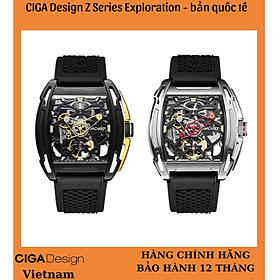 CIGA Design Z Series Exploration - bản quốc tế
CIGA Design
Vietnam
HÀNG CHÍNH HÃNG
BẢO HÀNH 12 THÁNG